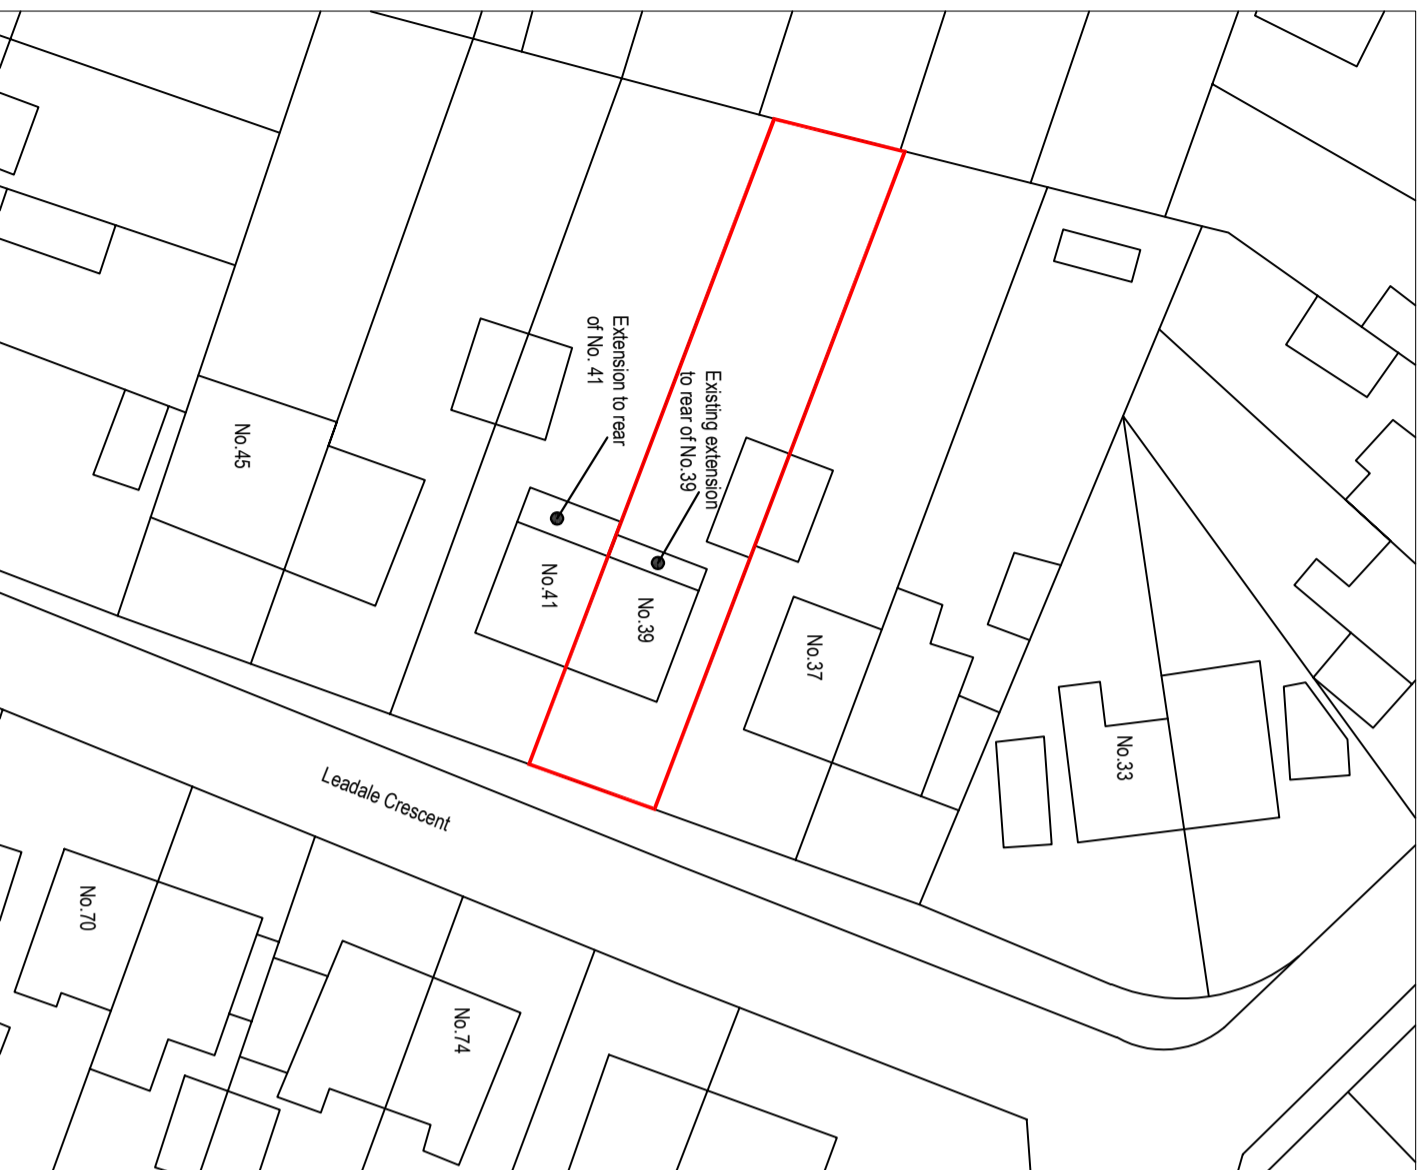 Extension to rear
of No. 41
Existing extension
to rear of No.39
No.45
No.41
No.39
No.37
No.33
Leadale Crescent
No.70
No.74